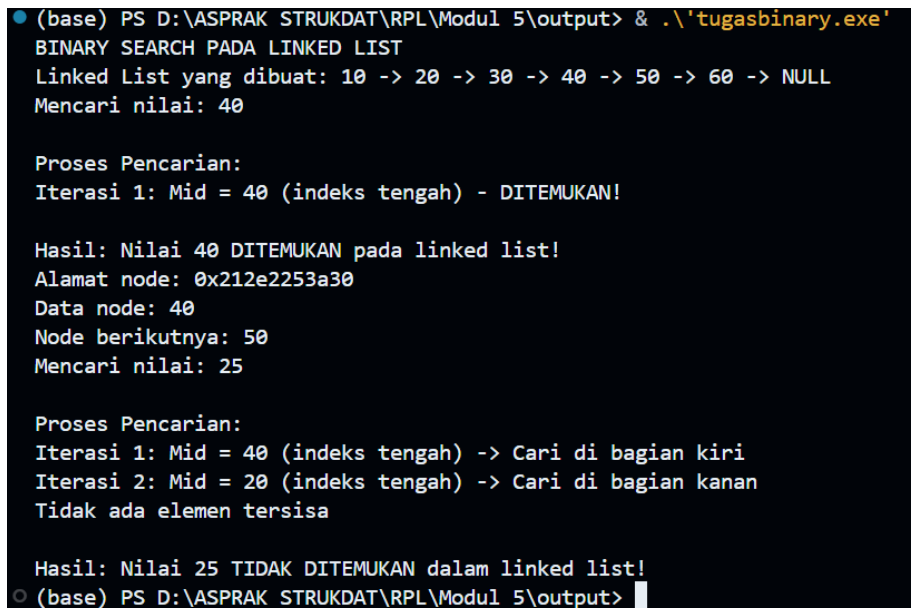 (base) PS D:\ASPRAK STRUKDAT\RPL\Modul 5\output> & .\'tugasbinary.exe'
BINARY SEARCH PADA LINKED LIST
Linked List yang dibuat: 10 -> 20 -> 30 -> 40 -> 50 -> 60 -> NULL
Mencari nilai: 40
Proses Pencarian:
Iterasi 1: Mid = 40 (indeks tengah) - DITEMUKAN!
Hasil: Nilai 40 DITEMUKAN pada linked list!
Alamat node: 0x212e2253a30
Data node: 40
Node berikutnya: 50
Mencari nilai: 25
Proses Pencarian:
Iterasi 1: Mid = 40 (indeks tengah) -> Cari di bagian kiri
Iterasi 2: Mid = 20 (indeks tengah) -> Cari di bagian kanan
Tidak ada elemen tersisa
Hasil: Nilai 25 TIDAK DITEMUKAN dalam linked list!
(base) PS D:\ASPRAK STRUKDAT\RPL\Modul 5\output>